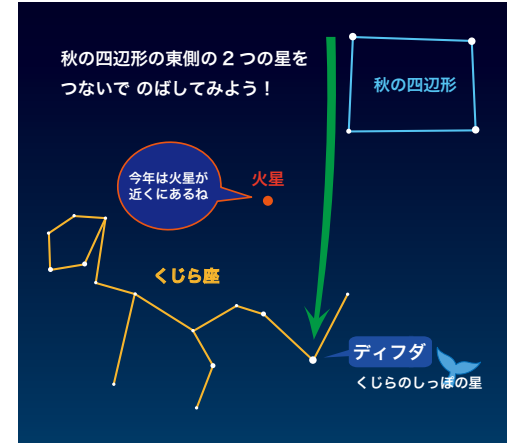 秋の四辺形の東側の２つの星を
つないで のばしてみよう！
秋の四辺形
今年は火星が
近くにあるね
火星
くじら座
ディフダ
くじらのしっぽの星